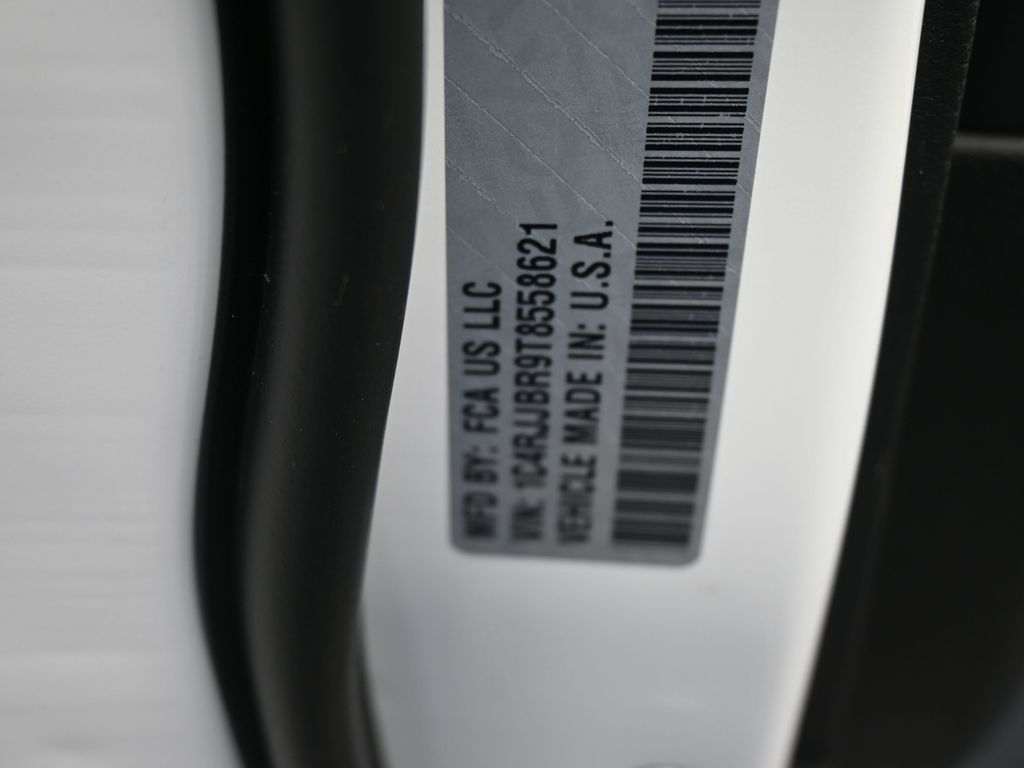 MFD BY: FCA US LLC
VIN: 1C4RJJBR9T8558621
VEHICLE MADE IN: U.S.A.